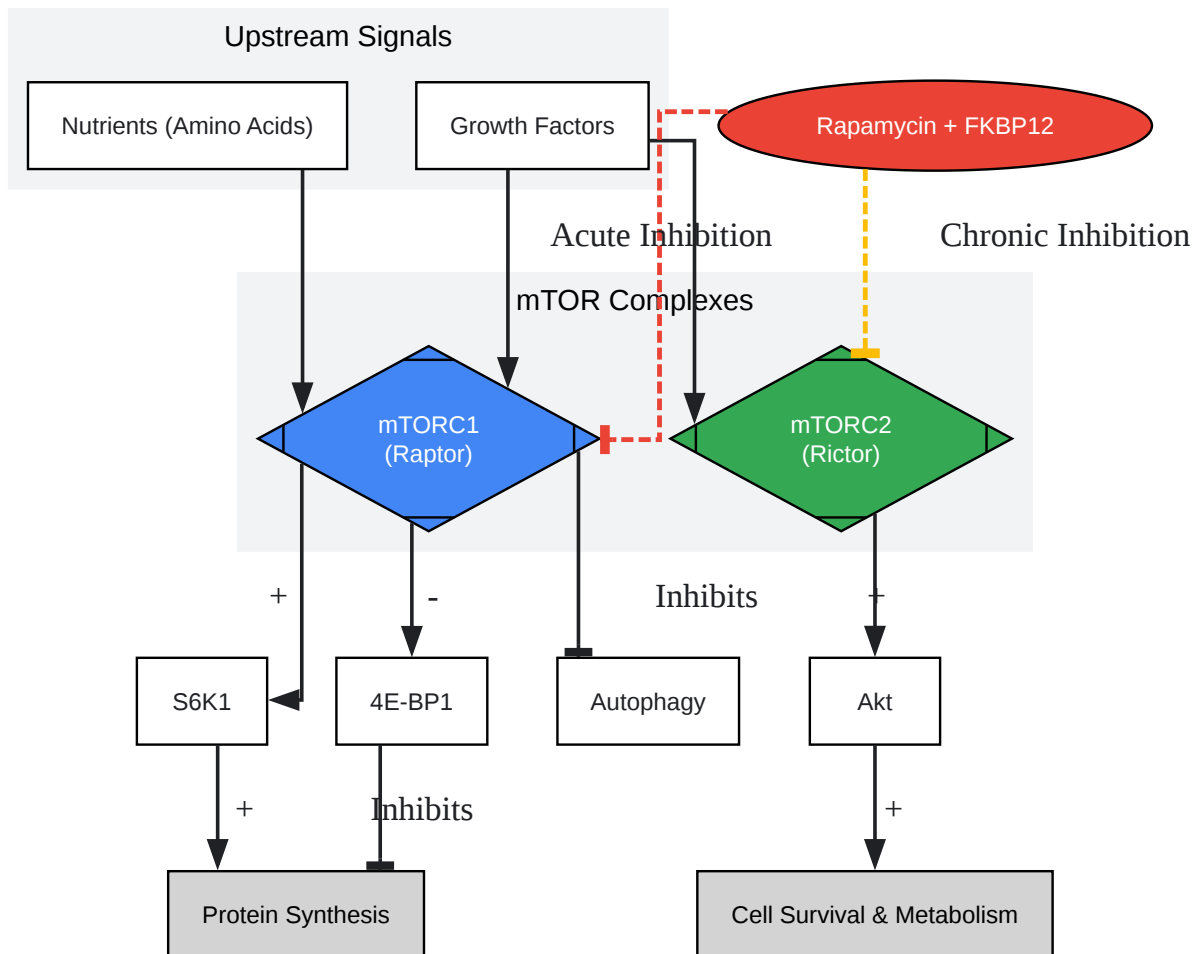 Upstream Signals
Nutrients (Amino Acids)
Growth Factors
Rapamycin + FKBP12
Acute Inhibition
Chronic Inhibition
mTOR Complexes
mTORC1
(Raptor)
mTORC2
(Rictor)
+
-
Inhibits
+
S6K1
4E-BP1
Autophagy
Akt
+
Inhibits
+
Protein Synthesis
Cell Survival & Metabolism